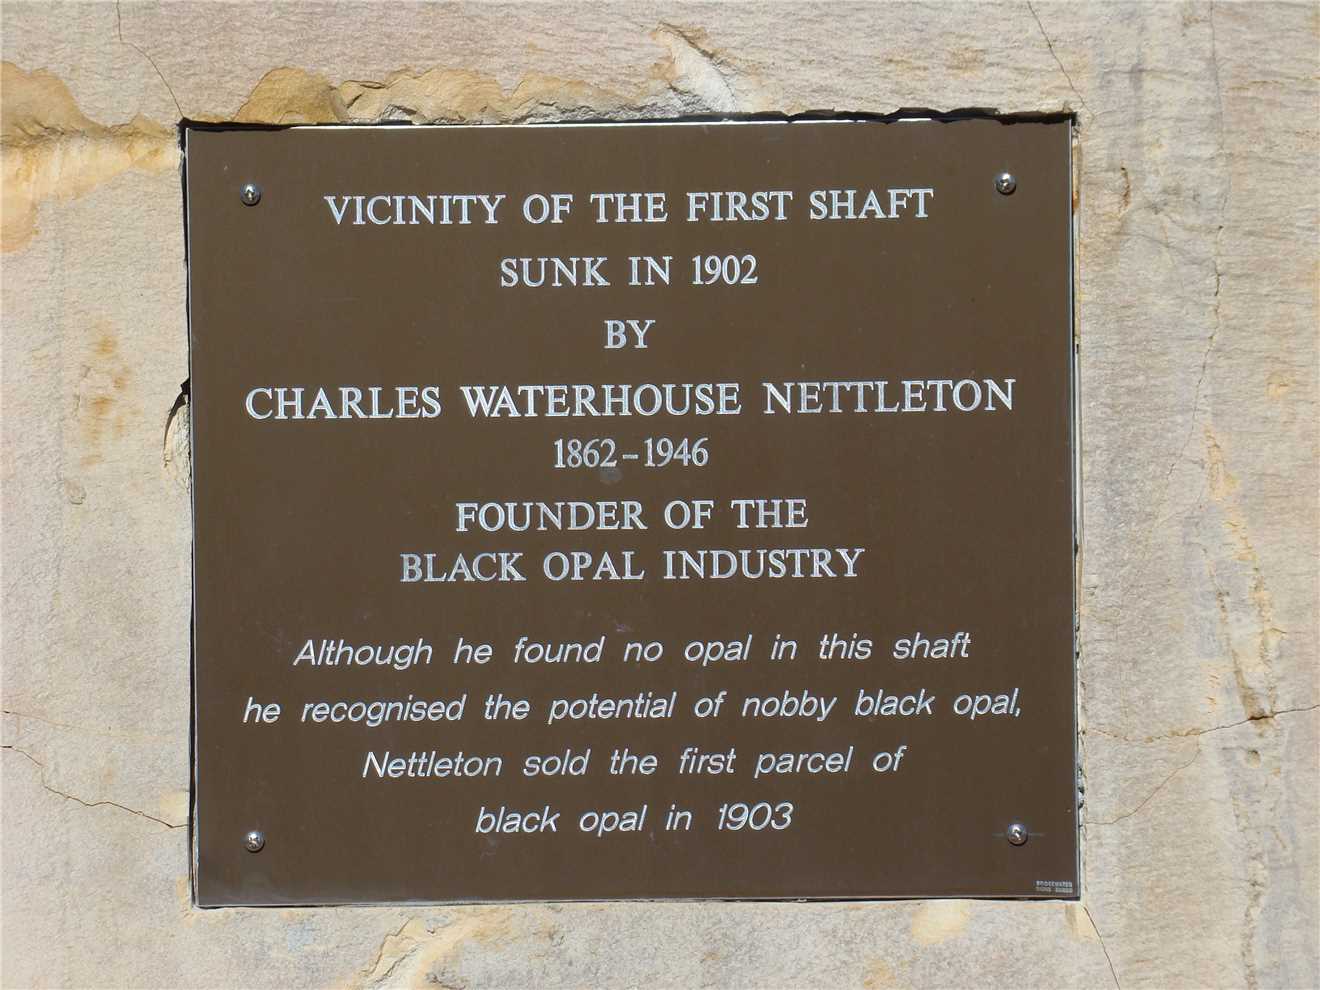 VICINITY OF THE FIRST SHAFT
SUNK IN 1902
BY
CHARLES WATERHOUSE NETTLETON
1862-1946
FOUNDER OF THE
BLACK OPAL INDUSTRY
Although he found no opal in this shaft
he recognised the potential of nobby black opal,
Nettleton sold the first parcel of
black opal in 1903